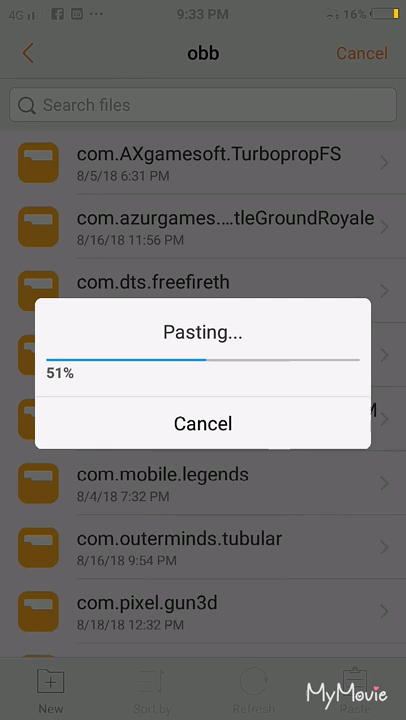 4G 9:33 PM 16%
obb
Cancel
Search files
com.AXgamesoft.TurbopropFS
8/5/18 6:31 PM
com.azurgames....tleGroundRoyale
8/16/18 11:56 PM
com.dts.freefireth
Pasting...
51%
Cancel
M
com.mobile.legends
8/4/18 7:32 PM
com.outerminds.tubular
8/16/18 9:54 PM
com.pixel.gun3d
8/18/18 12:32 PM
New Sort by Refresh Paste
MyMovie